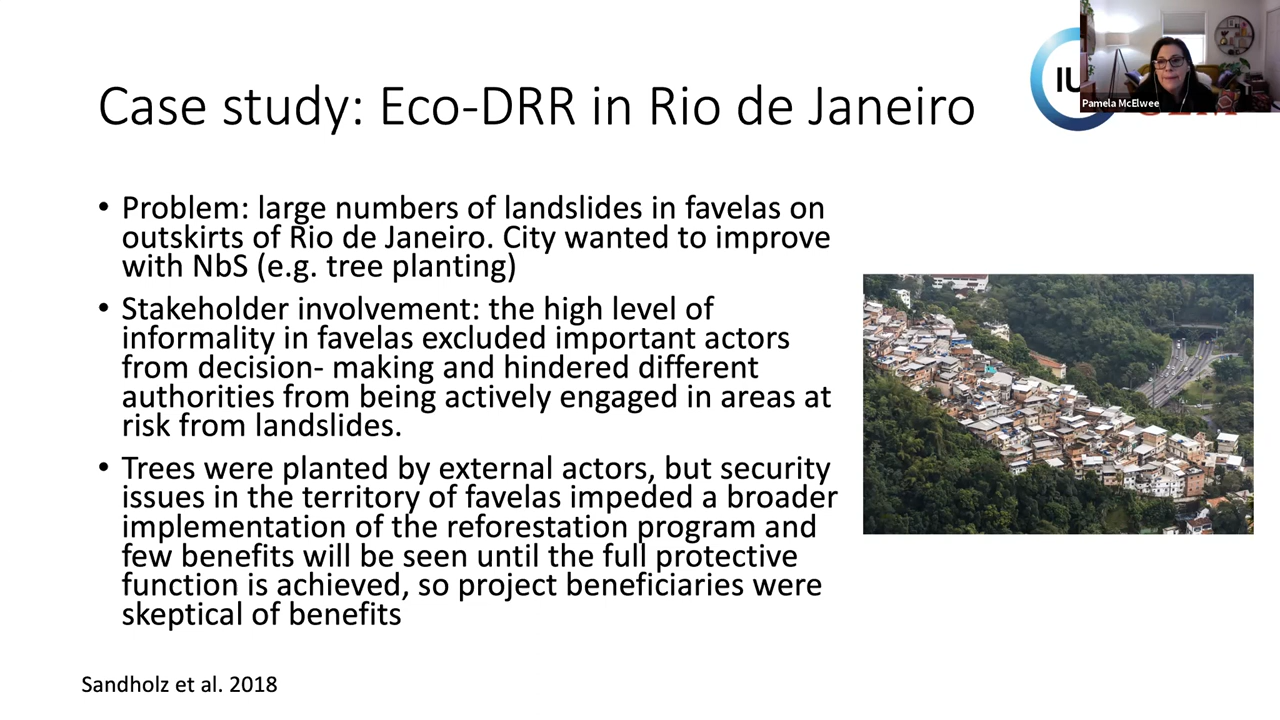 Case study: Eco-DRR in Rio de Janeiro
Pamela McElwee
• Problem: large numbers of landslides in favelas on
outskirts of Rio de Janeiro. City wanted to improve
with NbS (e.g. tree planting)
• Stakeholder involvement: the high level of
informality in favelas excluded important actors
from decision- making and hindered different
authorities from being actively engaged in areas at
risk from landslides.
• Trees were planted by external actors, but security
issues in the territory of favelas impeded a broader
implementation of the reforestation program and
few benefits will be seen until the full protective
function is achieved, so project beneficiaries were
skeptical of benefits
Sandholz et al. 2018